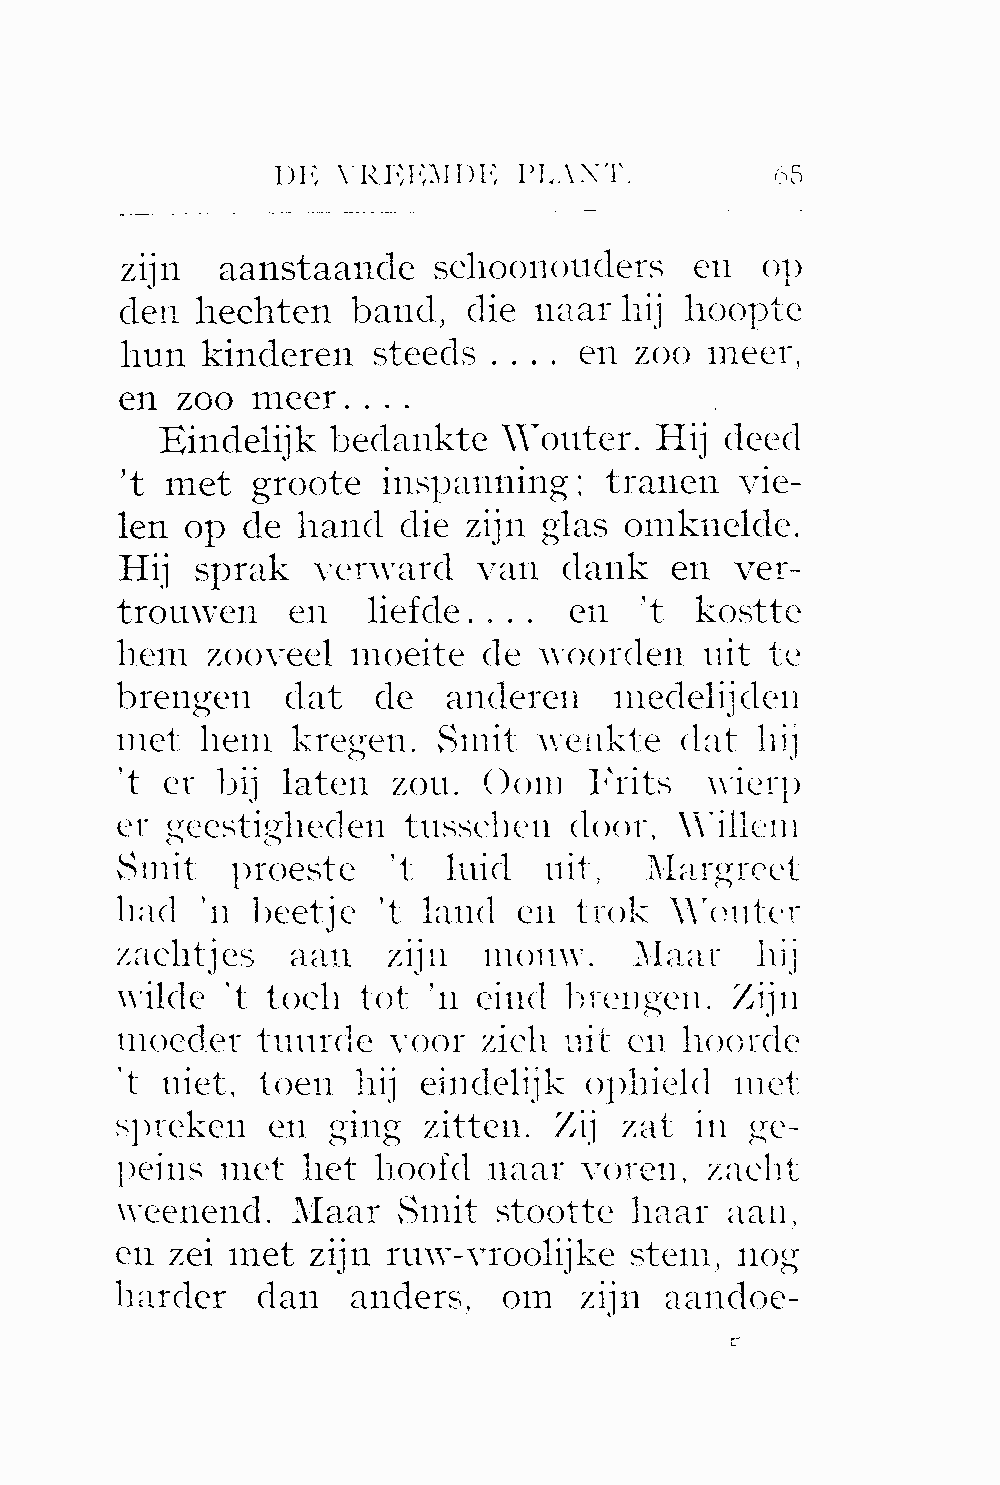 DE VREEMDE PLANT. 65
zijn aanstaande schoonouders en op
den hechten band, die naar hij hoopte
hun kinderen steeds .... en zoo meer,
en zoo meer....
Eindelijk bedankte Wouter. Hij deed
't met groote inspanning; tranen vie-
len op de hand die zijn glas omknelde.
Hij sprak verward van dank en ver-
trouwen en liefde.... en 't kostte
hem zooveel moeite de woorden uit te
brengen dat de anderen medelijden
met hem kregen. Smit wenkte dat hij
't er bij laten zou. Oom Frits wierp
er geestigheden tusschen door, Willem
Smit proeste 't luid uit, Margreet
had 'n beetje 't land en trok Wouter
zachtjes aan zijn mouw. Maar hij
wilde 't toch tot 'n eind brengen. Zijn
moeder tuurde voor zich uit en hoorde
't niet, toen hij eindelijk ophield met
spreken en ging zitten. Zij zat in ge-
peins met het hoofd naar voren, zacht
weenend. Maar Smit stootte haar aan,
en zei met zijn ruw-vroolijke stem, nog
harder dan anders, om zijn aandoe-